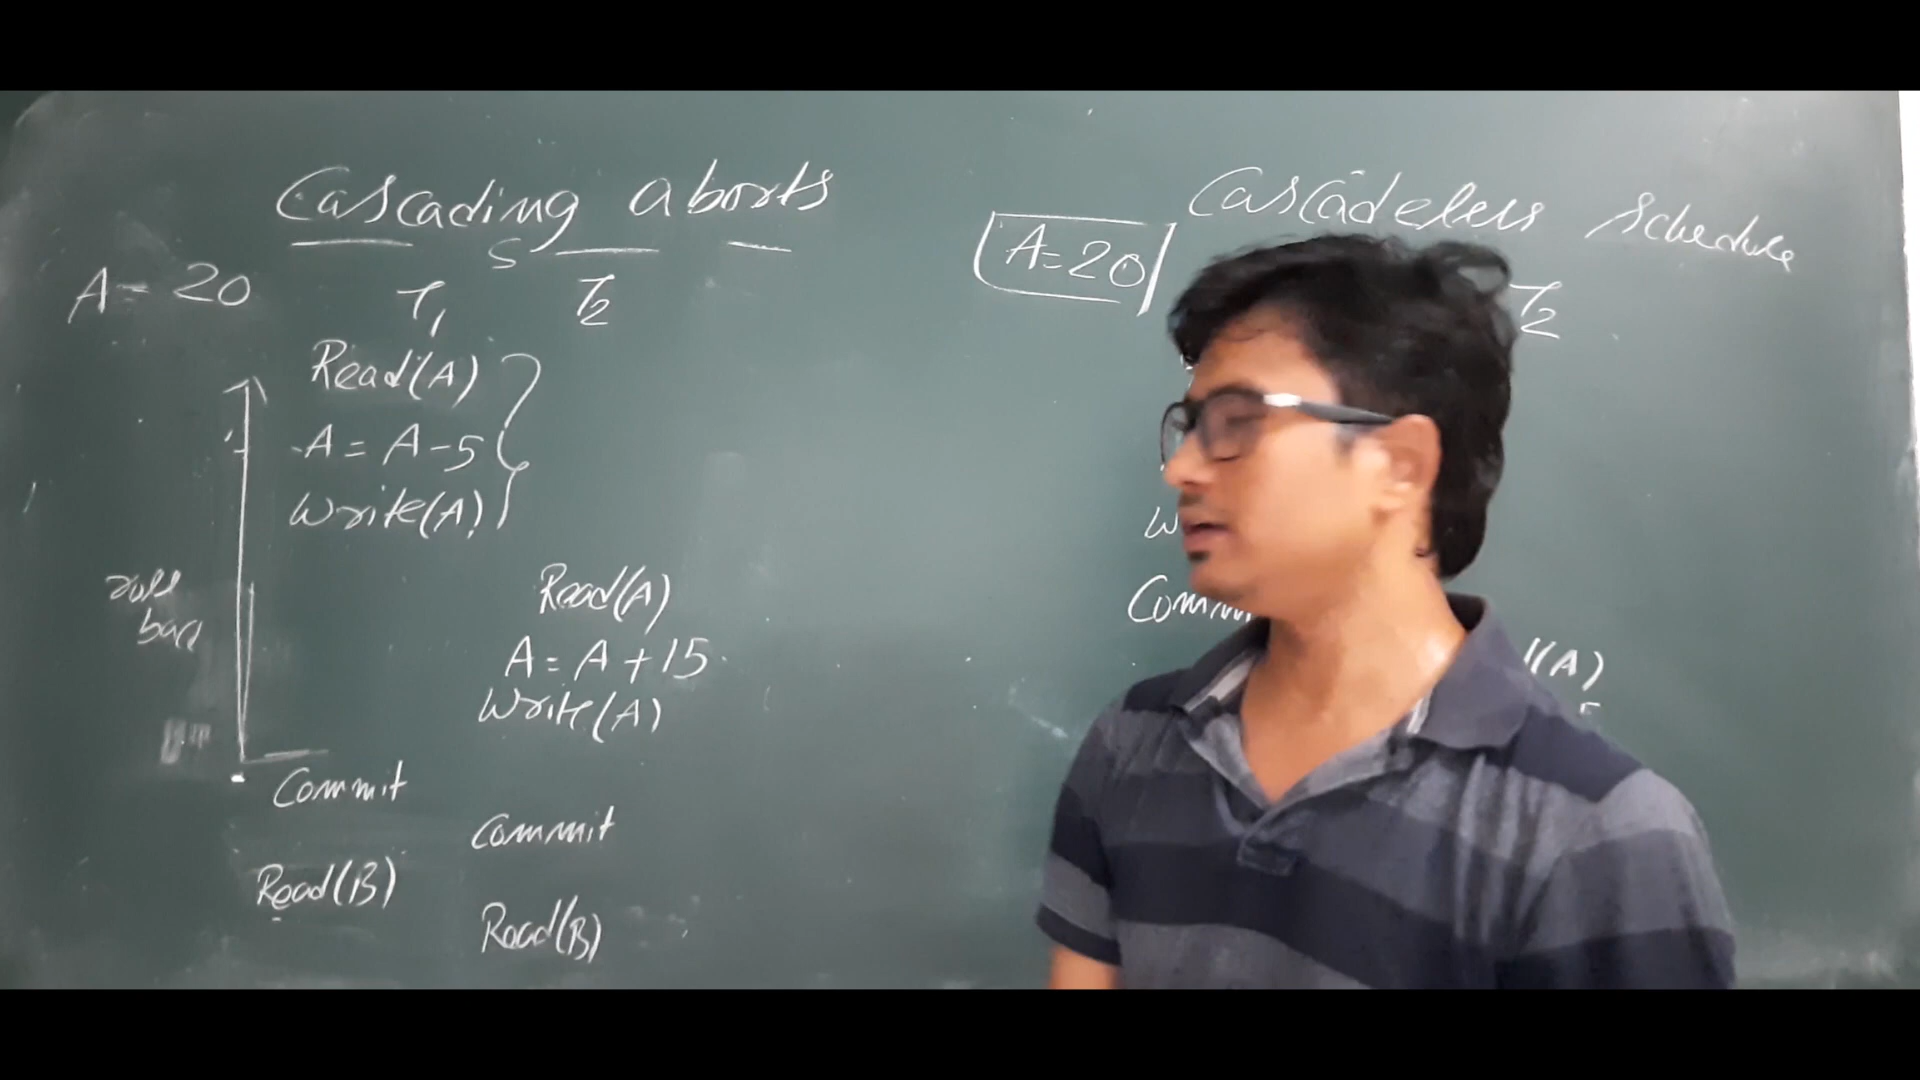 Cascading aborts
S
A = 20
T1
T2
Read(A)
A = A - 5
Write(A)
roll
back
Read(A)
A = A + 15
Write(A)
Commit
Commit
Read(B)
Read(B)
Cascadeless schedule
A=20
T2
Comm
(A)